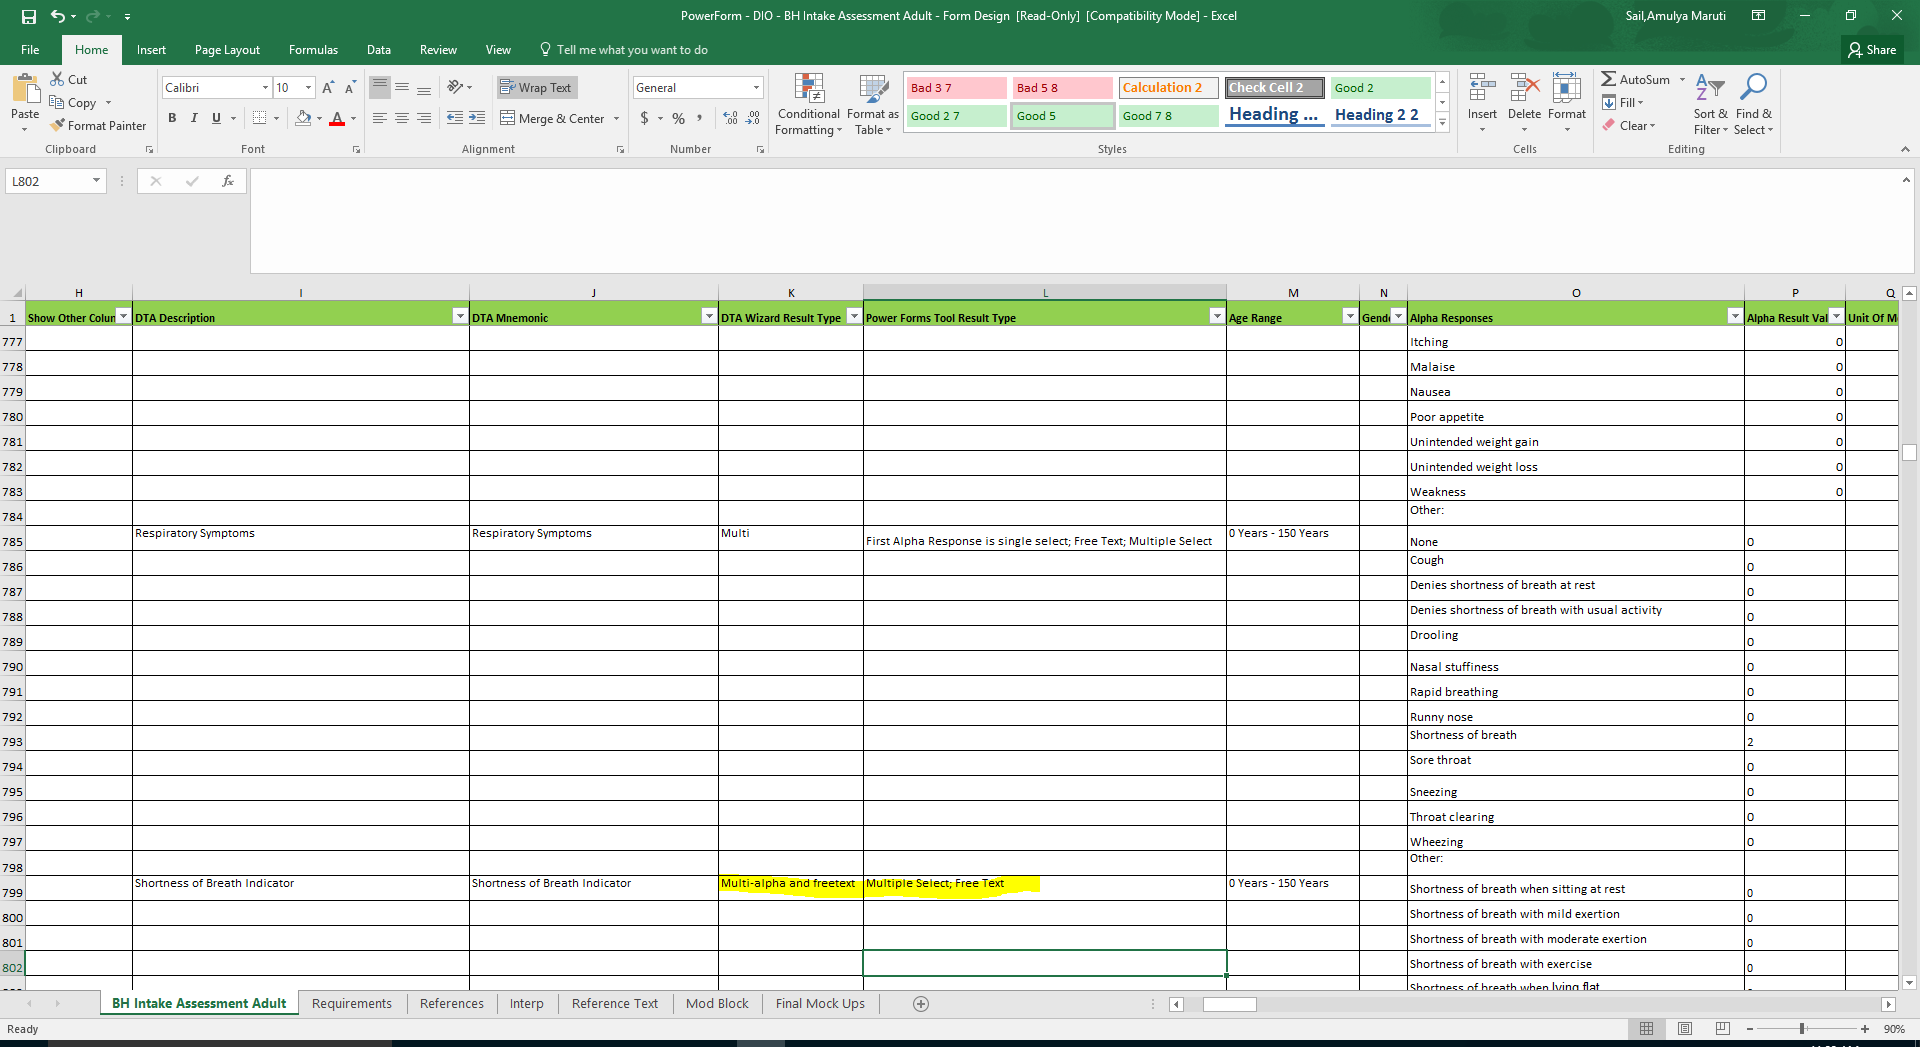 PowerForm - DIO - BH Intake Assessment Adult - Form Design [Read-Only] [Compatibility Mode] - Excel
Sail,Amulya Maruti
File Home Insert Page Layout Formulas Data Review View Tell me what you want to do
Share
Cut
Copy
Format Painter
Paste
Clipboard
Calibri 10
B I U
Font
Wrap Text
Merge & Center
Alignment
General
$ %
Number
Conditional Formatting
Format as Table
Bad 3 7 Bad 5 8 Calculation 2 Check Cell 2 Good 2
Good 2 7 Good 5 Good 7 8 Heading ... Heading 2 2
Styles
Insert Delete Format
Cells
AutoSum
Fill
Clear
Sort & Filter
Find & Select
Editing
L802
fx
H I J K L M N O P Q
1 Show Other Colum DTA Description DTA Mnemonic DTA Wizard Result Type Power Forms Tool Result Type Age Range Gend Alpha Responses Alpha Result Val Unit Of M
777 Itching 0
778 Malaise 0
779 Nausea 0
780 Poor appetite 0
781 Unintended weight gain 0
782 Unintended weight loss 0
783 Weakness 0
784 Other:
785 Respiratory Symptoms Respiratory Symptoms Multi First Alpha Response is single select; Free Text; Multiple Select 0 Years - 150 Years None 0
786 Cough 0
787 Denies shortness of breath at rest 0
788 Denies shortness of breath with usual activity 0
789 Drooling 0
790 Nasal stuffiness 0
791 Rapid breathing 0
792 Runny nose 0
793 Shortness of breath 2
794 Sore throat 0
795 Sneezing 0
796 Throat clearing 0
797 Wheezing 0
798 Other:
799 Shortness of Breath Indicator Shortness of Breath Indicator Multi-alpha and freetext Multiple Select; Free Text 0 Years - 150 Years Shortness of breath when sitting at rest 0
800 Shortness of breath with mild exertion 0
801 Shortness of breath with moderate exertion 0
802 Shortness of breath with exercise 0
Shortness of breath when lying flat
BH Intake Assessment Adult Requirements References Interp Reference Text Mod Block Final Mock Ups
Ready
90%